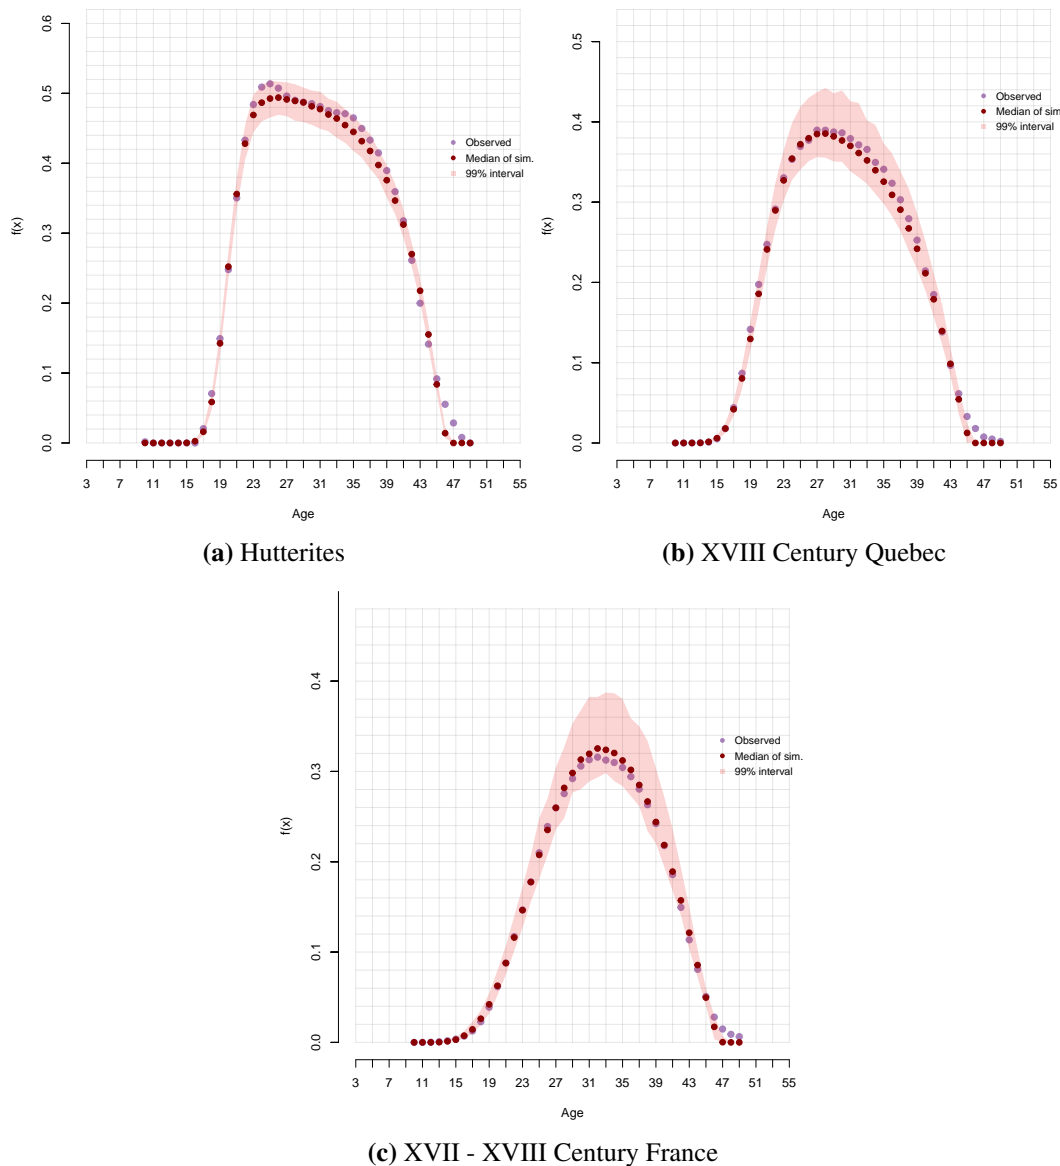 0.6
0.5
0.4
0.3
0.2
0.1
0.0
f(x)
Observed
Median of sim.
99% interval
3 7 11 15 19 23 27 31 35 39 43 47 51 55
Age
(a) Hutterites
0.5
0.4
0.3
0.2
0.1
0.0
f(x)
Observed
Median of sim
99% interval
3 7 11 15 19 23 27 31 35 39 43 47 51 55
Age
(b) XVIII Century Quebec
0.4
0.3
0.2
0.1
0.0
f(x)
Observed
Median of sim.
99% interval
3 7 11 15 19 23 27 31 35 39 43 47 51 55
Age
(c) XVII - XVIII Century France